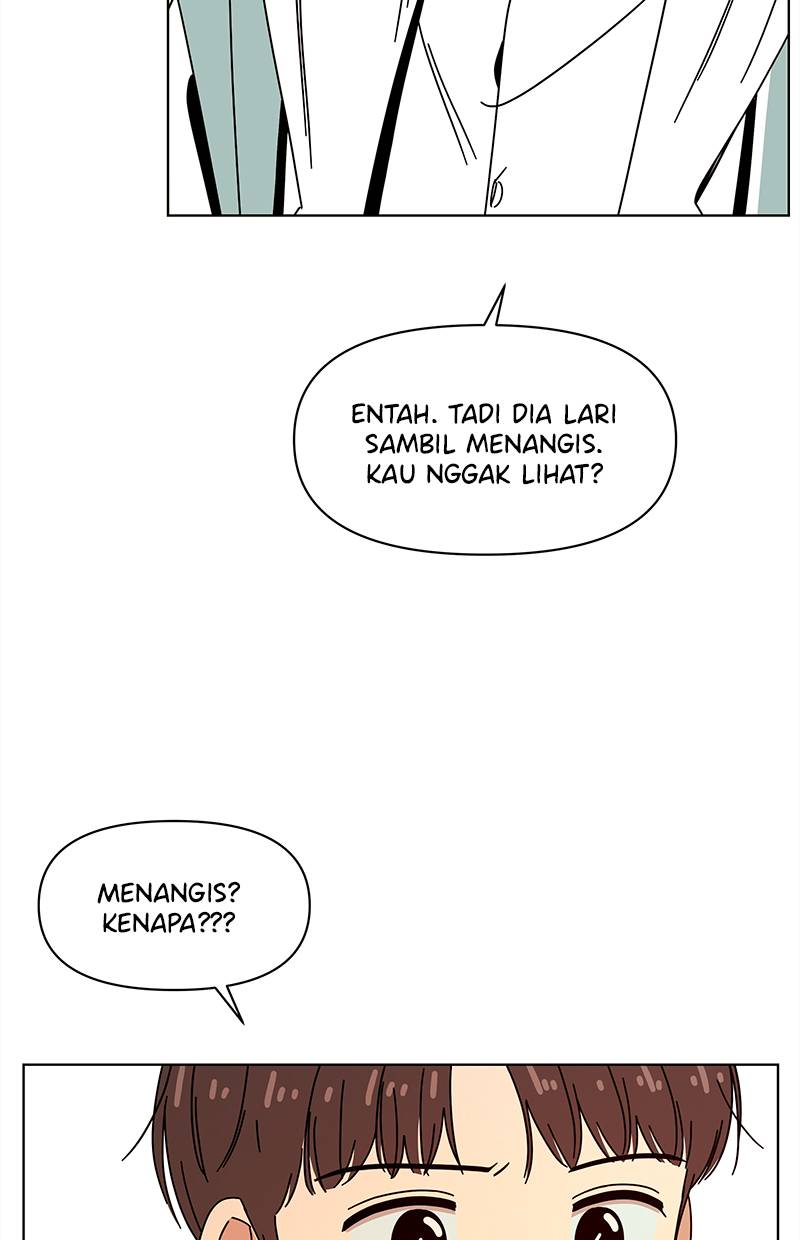 ENTAH. TADI DIA LARI
SAMBIL MENANGIS.
KAU NGGAK LIHAT?
MENANGIS?
KENAPA???